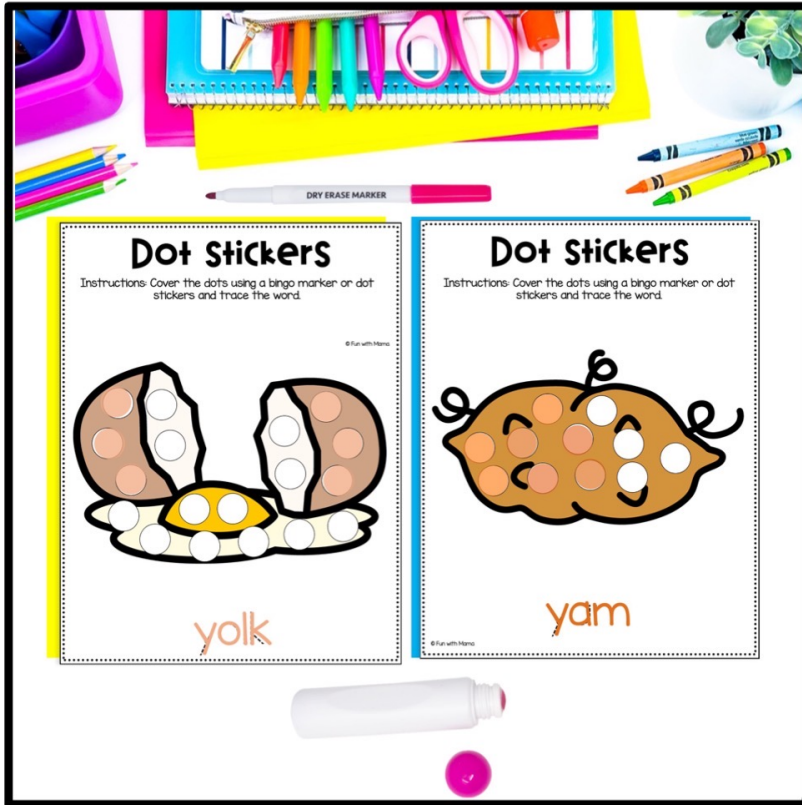 DRY ERASE MARKER
Dot Stickers
Instructions: Cover the dots using a bingo marker or dot
stickers and trace the word.
© Fun with Mama
yolk
Dot Stickers
Instructions: Cover the dots using a bingo marker or dot
stickers and trace the word.
yam
© Fun with Mama